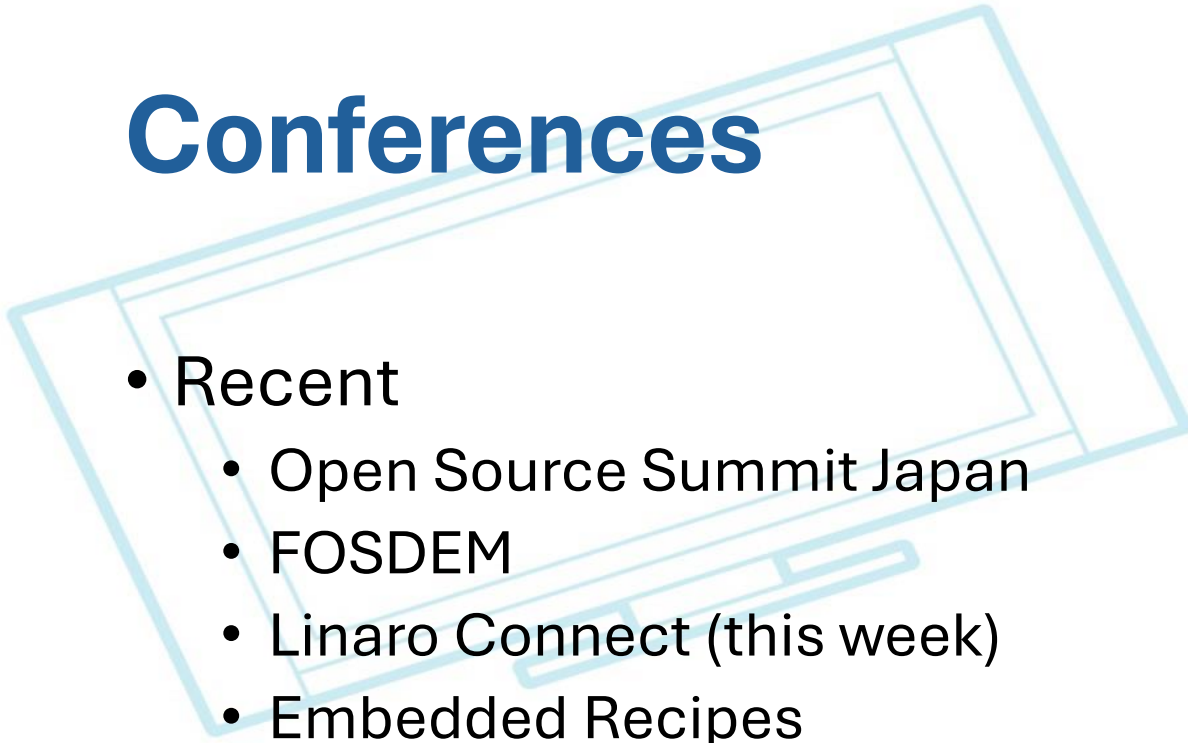 Conferences
• Recent
• Open Source Summit Japan
• FOSDEM
• Linaro Connect (this week)
• Embedded Recipes